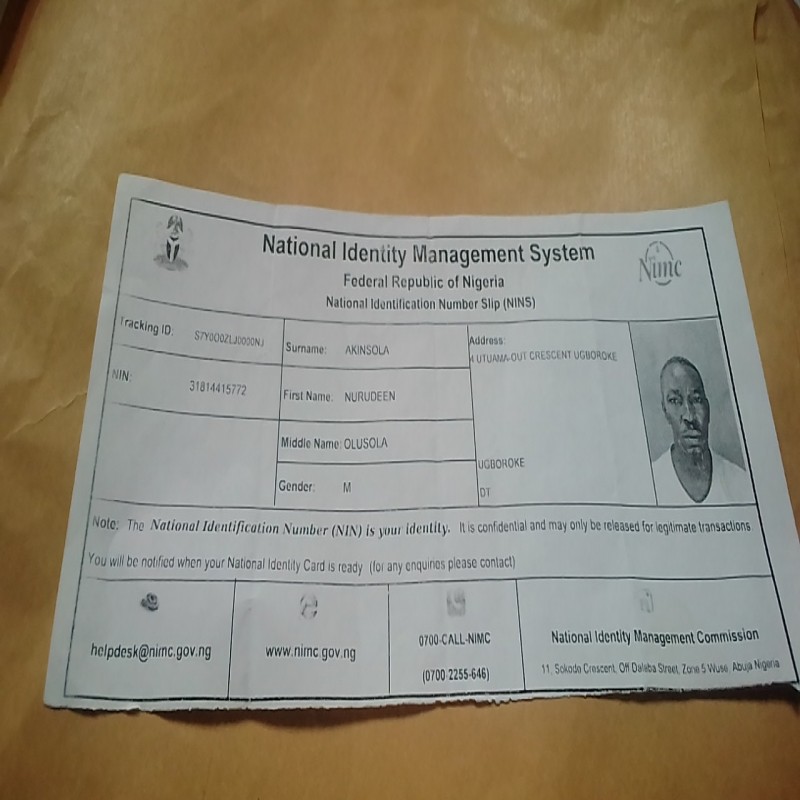 National Identity Management System
Federal Republic of Nigeria
National Identification Number Slip (NINS)
nimc
Tracking ID:
Surname: AKINSOLA
Address:
4 UTUAMA-OUT CRESCENT UGBOROKE
NIN: 31814415772
First Name: NURUDEEN
Middle Name: OLUSOLA
UGBOROKE
Gender: M
DT
Note: The National Identification Number (NIN) is your identity. It is confidential and may only be released for legitimate transactions
You will be notified when your National Identity Card is ready (for any enquiries please contact)
helpdesk@nimc.gov.ng
www.nimc.gov.ng
0700-CALL-NIMC
(0700-2255-646)
National Identity Management Commission
11, Sokode Crescent, Off Dalaba Street, Zone 5 Wuse, Abuja Nigeria